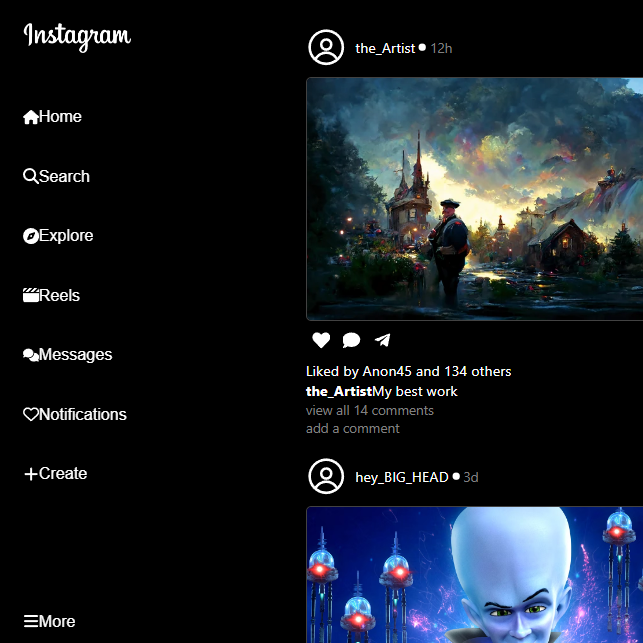 Instagram
Home
Search
Explore
Reels
Messages
Notifications
Create
More
the_Artist 12h
Liked by Anon45 and 134 others
the_ArtistMy best work
view all 14 comments
add a comment
hey_BIG_HEAD 3d